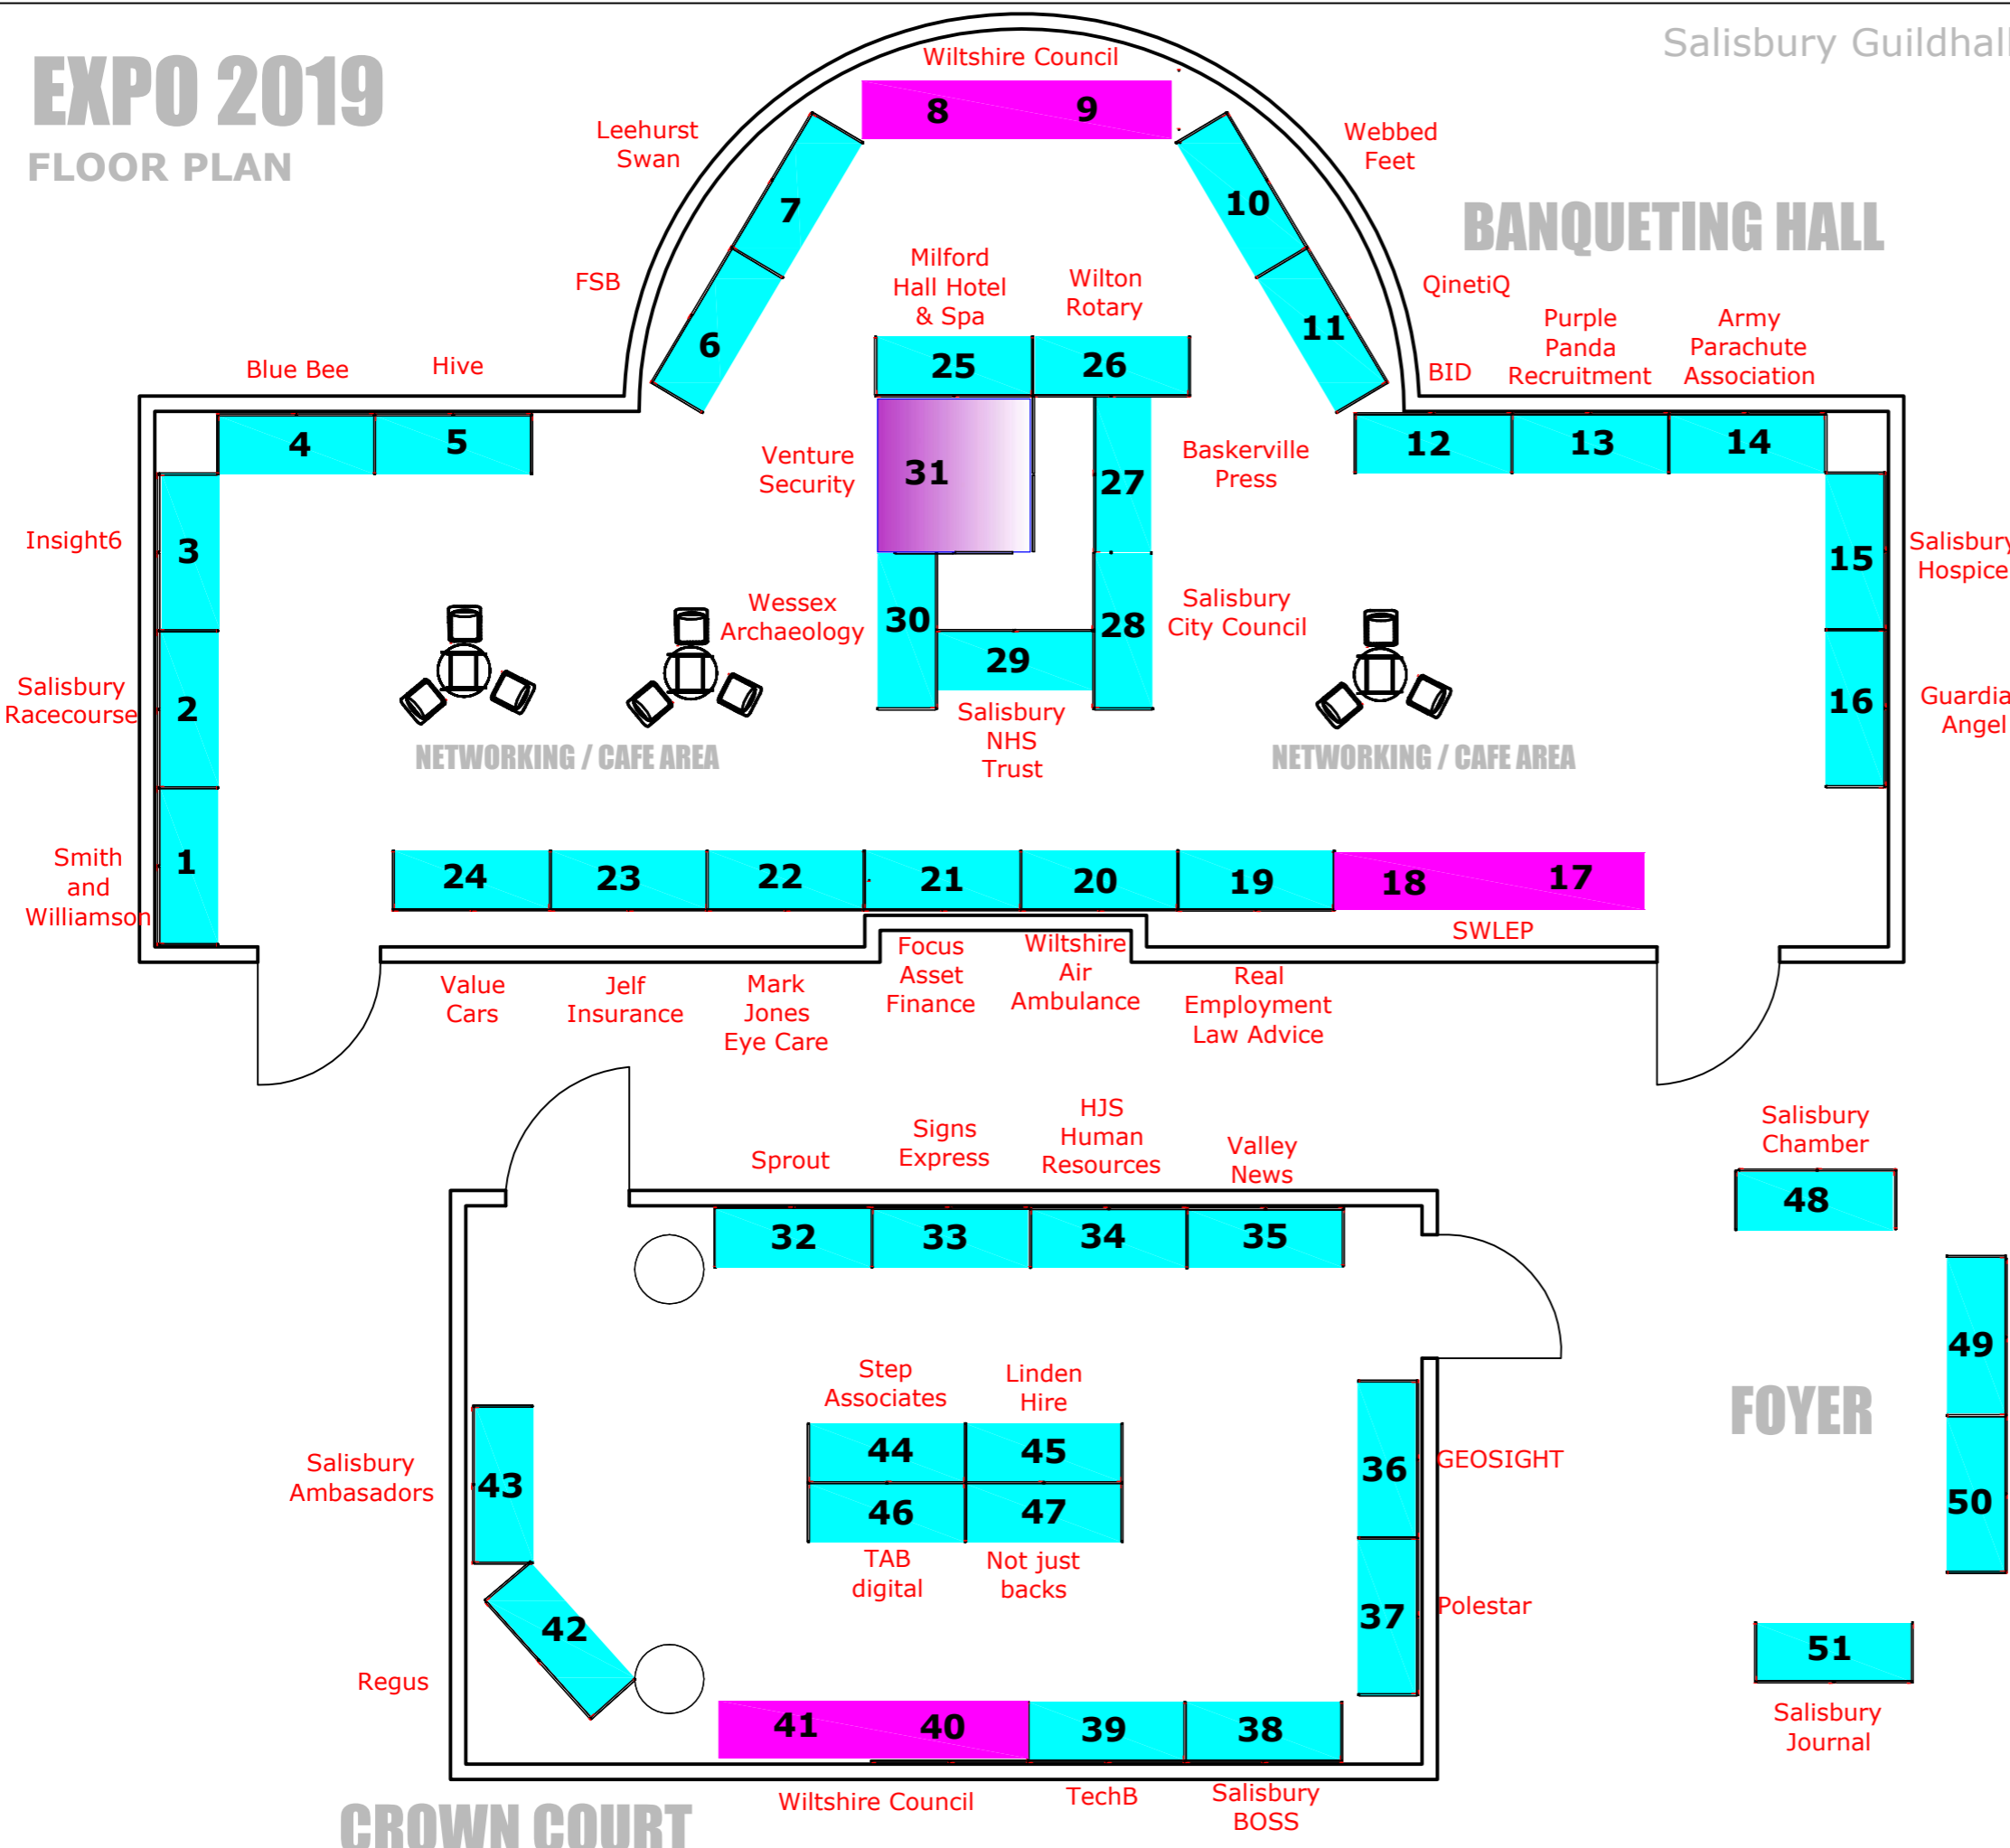 Salisbury Guildhall
EXPO 2019
FLOOR PLAN
Wiltshire Council
8
9
Leehurst
Swan
7
Webbed
Feet
10
BANQUETING HALL
FSB
6
Milford
Hall Hotel
& Spa
Wilton
Rotary
25
26
QinetiQ
11
Blue Bee
Hive
4
5
BID
Purple
Panda
Recruitment
Army
Parachute
Association
12
13
14
Venture
Security
31
27
Baskerville
Press
Insight6
3
15
Salisbury
Hospice
Wessex
Archaeology
30
29
28
Salisbury
City Council
Salisbury
Racecourse
2
16
Guardia
Angel
Salisbury
NHS
Trust
NETWORKING / CAFE AREA
NETWORKING / CAFE AREA
Smith
and
Williamson
1
24
23
22
21
20
19
18
17
SWLEP
Value
Cars
Jelf
Insurance
Mark
Jones
Eye Care
Focus
Asset
Finance
Wiltshire
Air
Ambulance
Real
Employment
Law Advice
Sprout
Signs
Express
HJS
Human
Resources
Valley
News
32
33
34
35
Salisbury
Chamber
48
49
FOYER
50
51
Salisbury
Journal
Step
Associates
Linden
Hire
44
45
46
47
TAB
digital
Not just
backs
36
GEOSIGHT
37
Polestar
Salisbury
Ambasadors
43
42
Regus
41
40
39
38
Wiltshire Council
TechB
Salisbury
BOSS
CROWN COURT